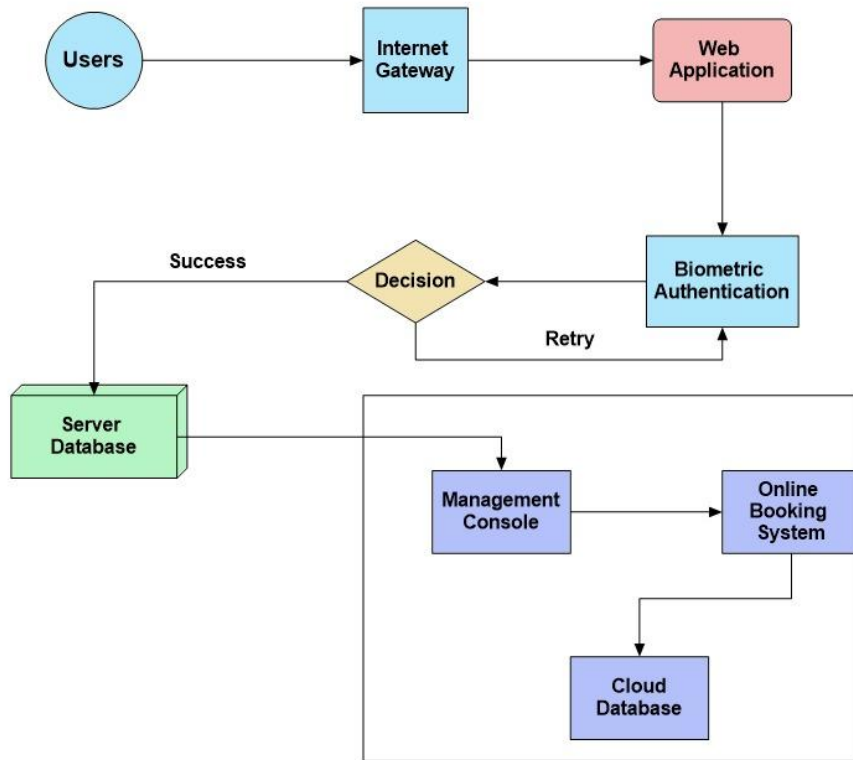 Users
Internet
Gateway
Web
Application
Biometric
Authentication
Decision
Success
Retry
Server
Database
Management
Console
Online
Booking
System
Cloud
Database